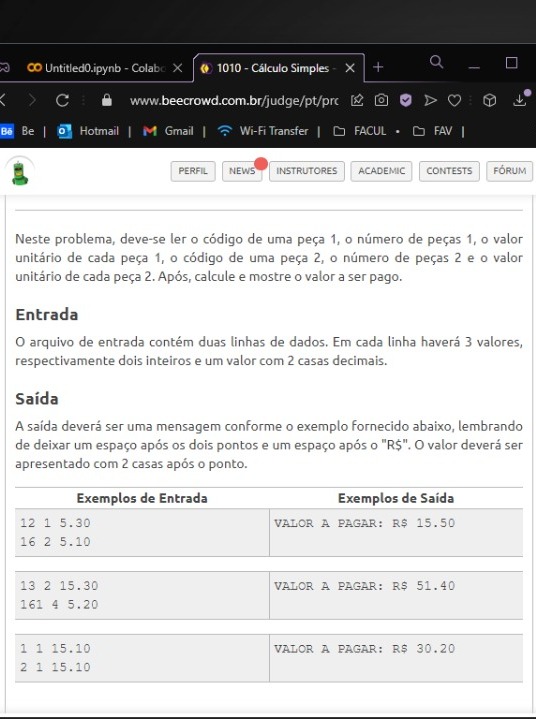 Untitled0.ipynb - Colabo
1010 - Cálculo Simples -
www.beecrowd.com.br/judge/pt/pro
Bē Be | Hotmail | Gmail | Wi-Fi Transfer | FACUL • FAV |
PERFIL NEWS INSTRUTORES ACADEMIC CONTESTS FÓRUM
Neste problema, deve-se ler o código de uma peça 1, o número de peças 1, o valor
unitário de cada peça 1, o código de uma peça 2, o número de peças 2 e o valor
unitário de cada peça 2. Após, calcule e mostre o valor a ser pago.
Entrada
O arquivo de entrada contém duas linhas de dados. Em cada linha haverá 3 valores,
respectivamente dois inteiros e um valor com 2 casas decimais.
Saída
A saída deverá ser uma mensagem conforme o exemplo fornecido abaixo, lembrando
de deixar um espaço após os dois pontos e um espaço após o "R$". O valor deverá ser
apresentado com 2 casas após o ponto.
Exemplos de Entrada Exemplos de Saída
12 1 5.30 VALOR A PAGAR: R$ 15.50
16 2 5.10
13 2 15.30 VALOR A PAGAR: R$ 51.40
161 4 5.20
1 1 15.10 VALOR A PAGAR: R$ 30.20
2 1 15.10